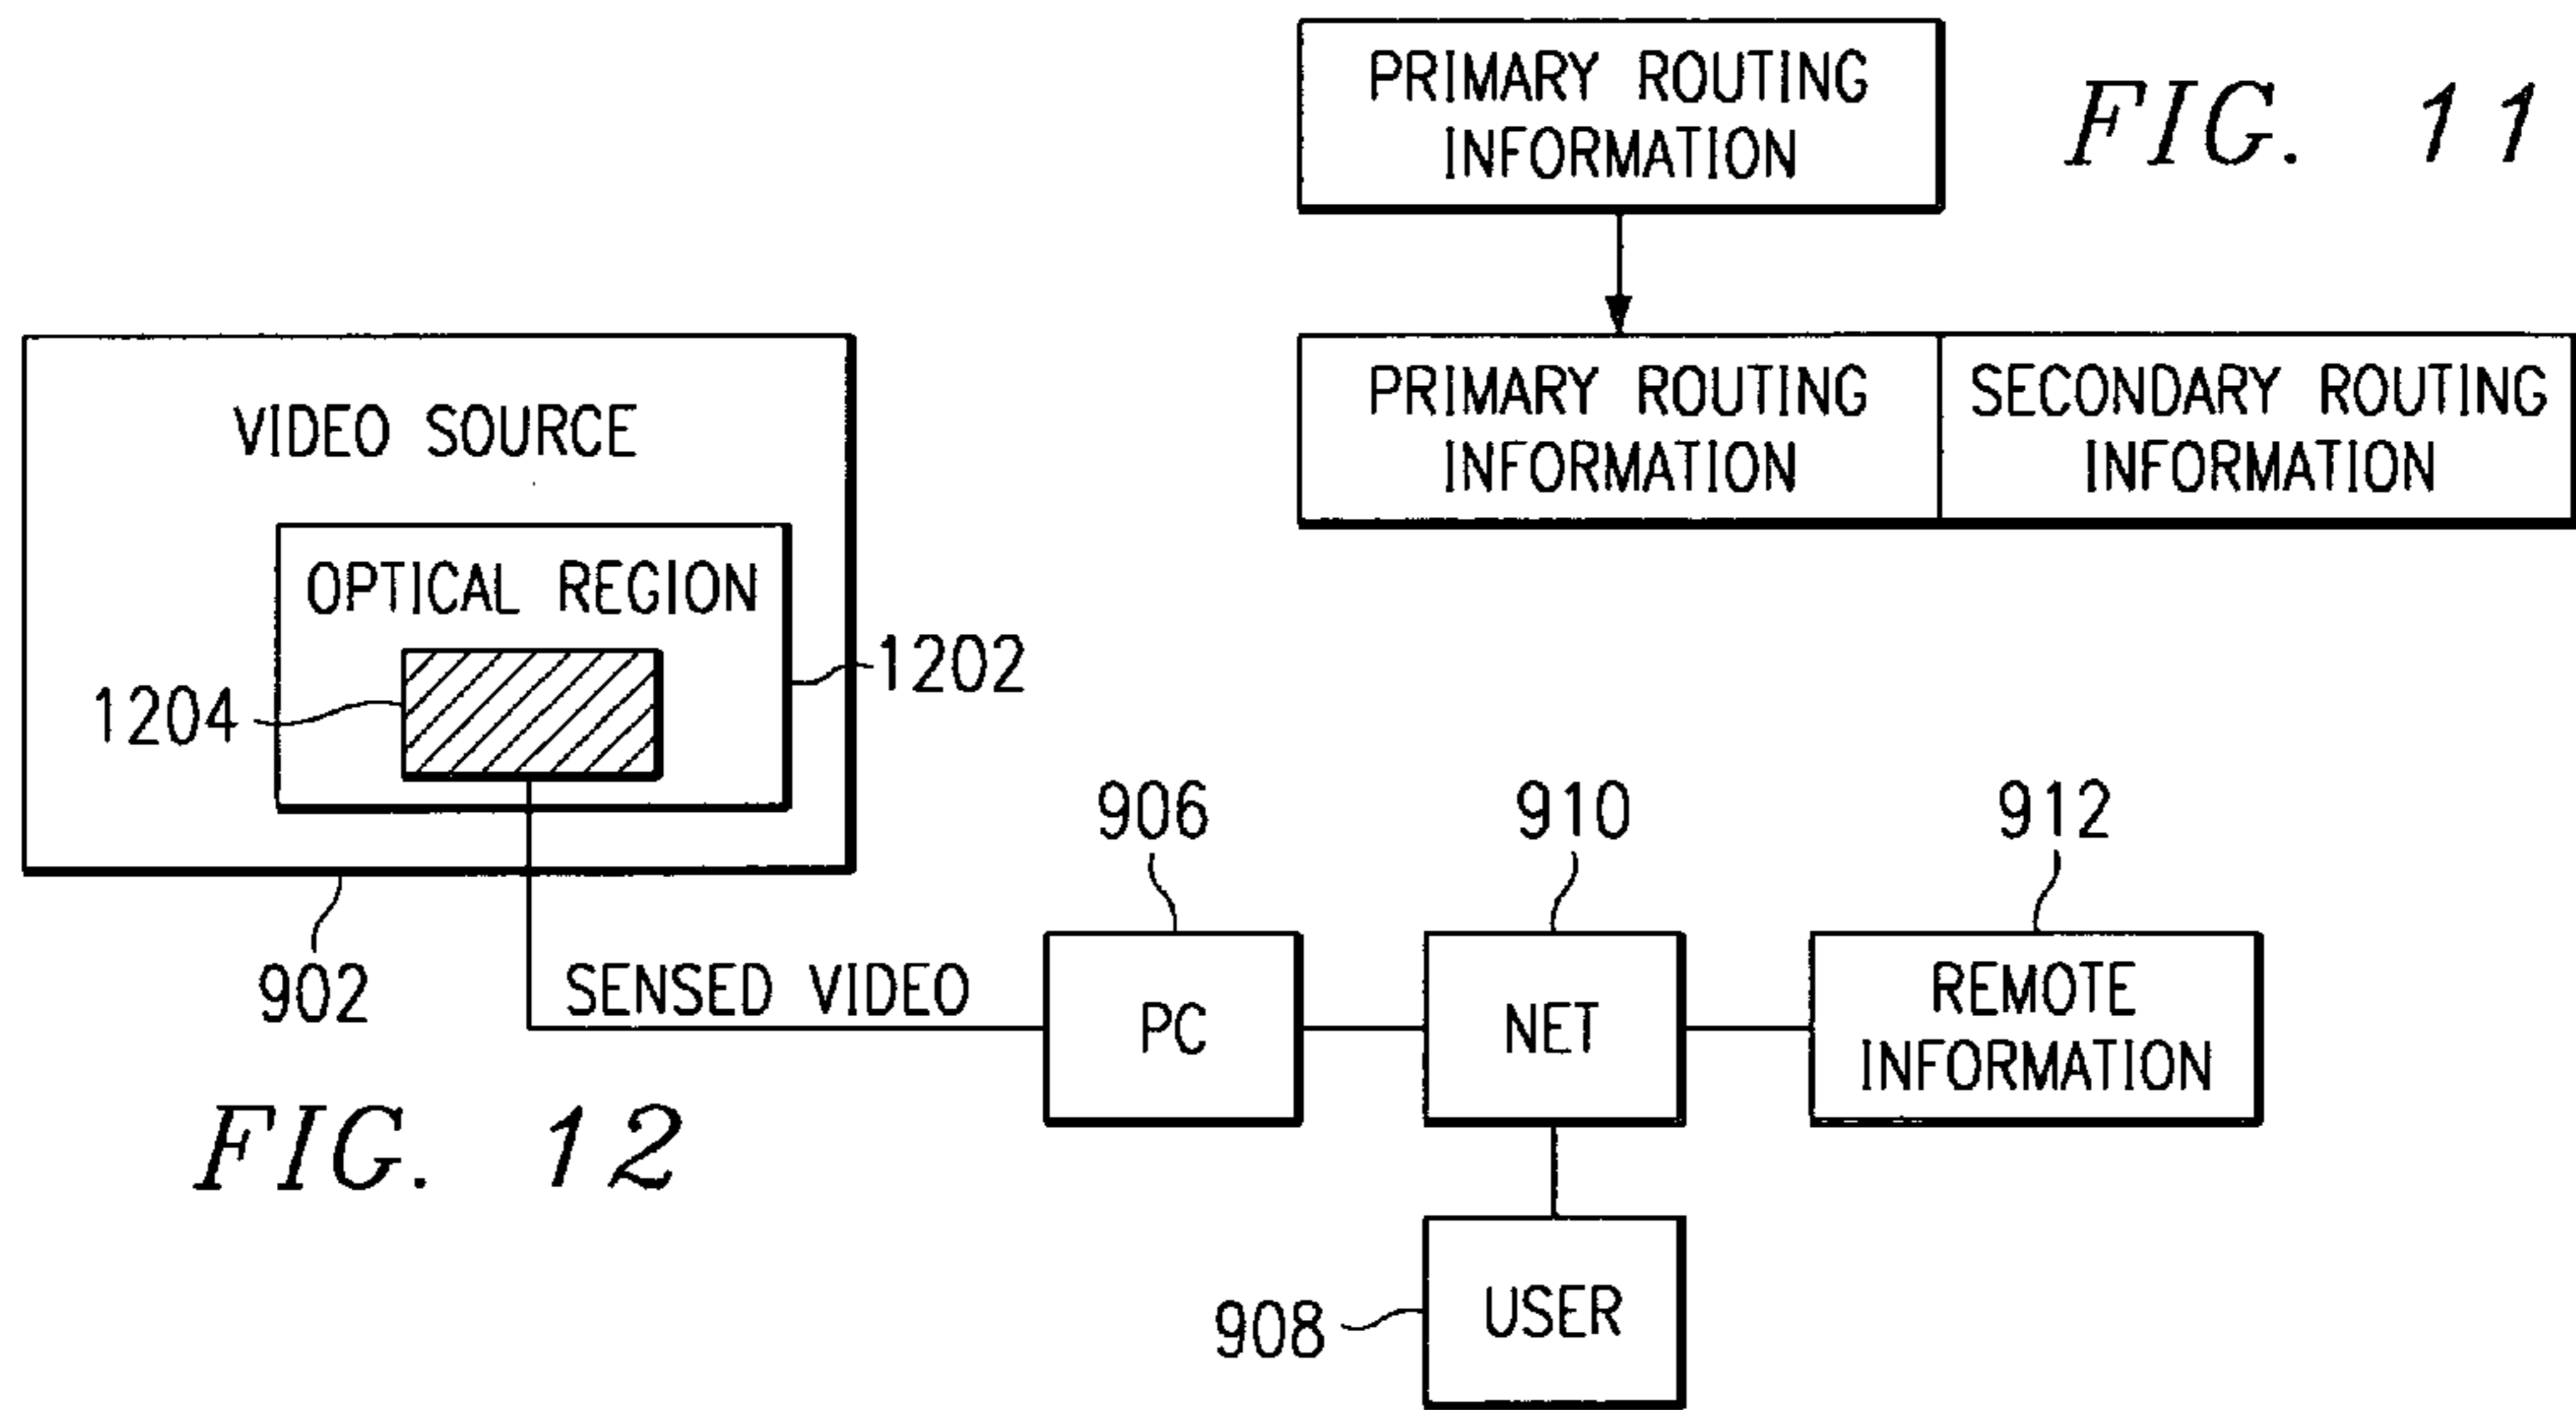 PRIMARY ROUTING
INFORMATION
FIG. 11
PRIMARY ROUTING
INFORMATION
SECONDARY ROUTING
INFORMATION
VIDEO SOURCE
OPTICAL REGION
1202
1204
902
SENSED VIDEO
906
PC
910
NET
912
REMOTE
INFORMATION
908
USER
FIG. 12